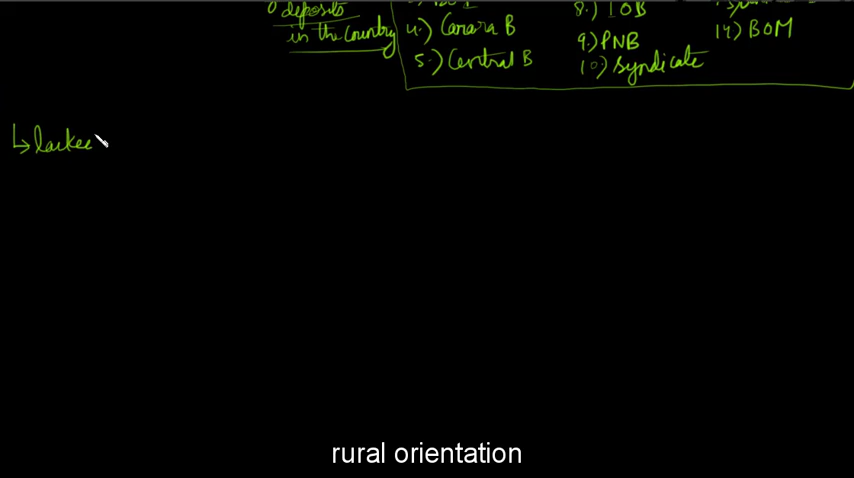 deposits
in the country
4.) Canara B
5.) Central B
8.) IOB
9.) PNB
10.) Syndicate
14) BOM
↳ lackee
rural orientation